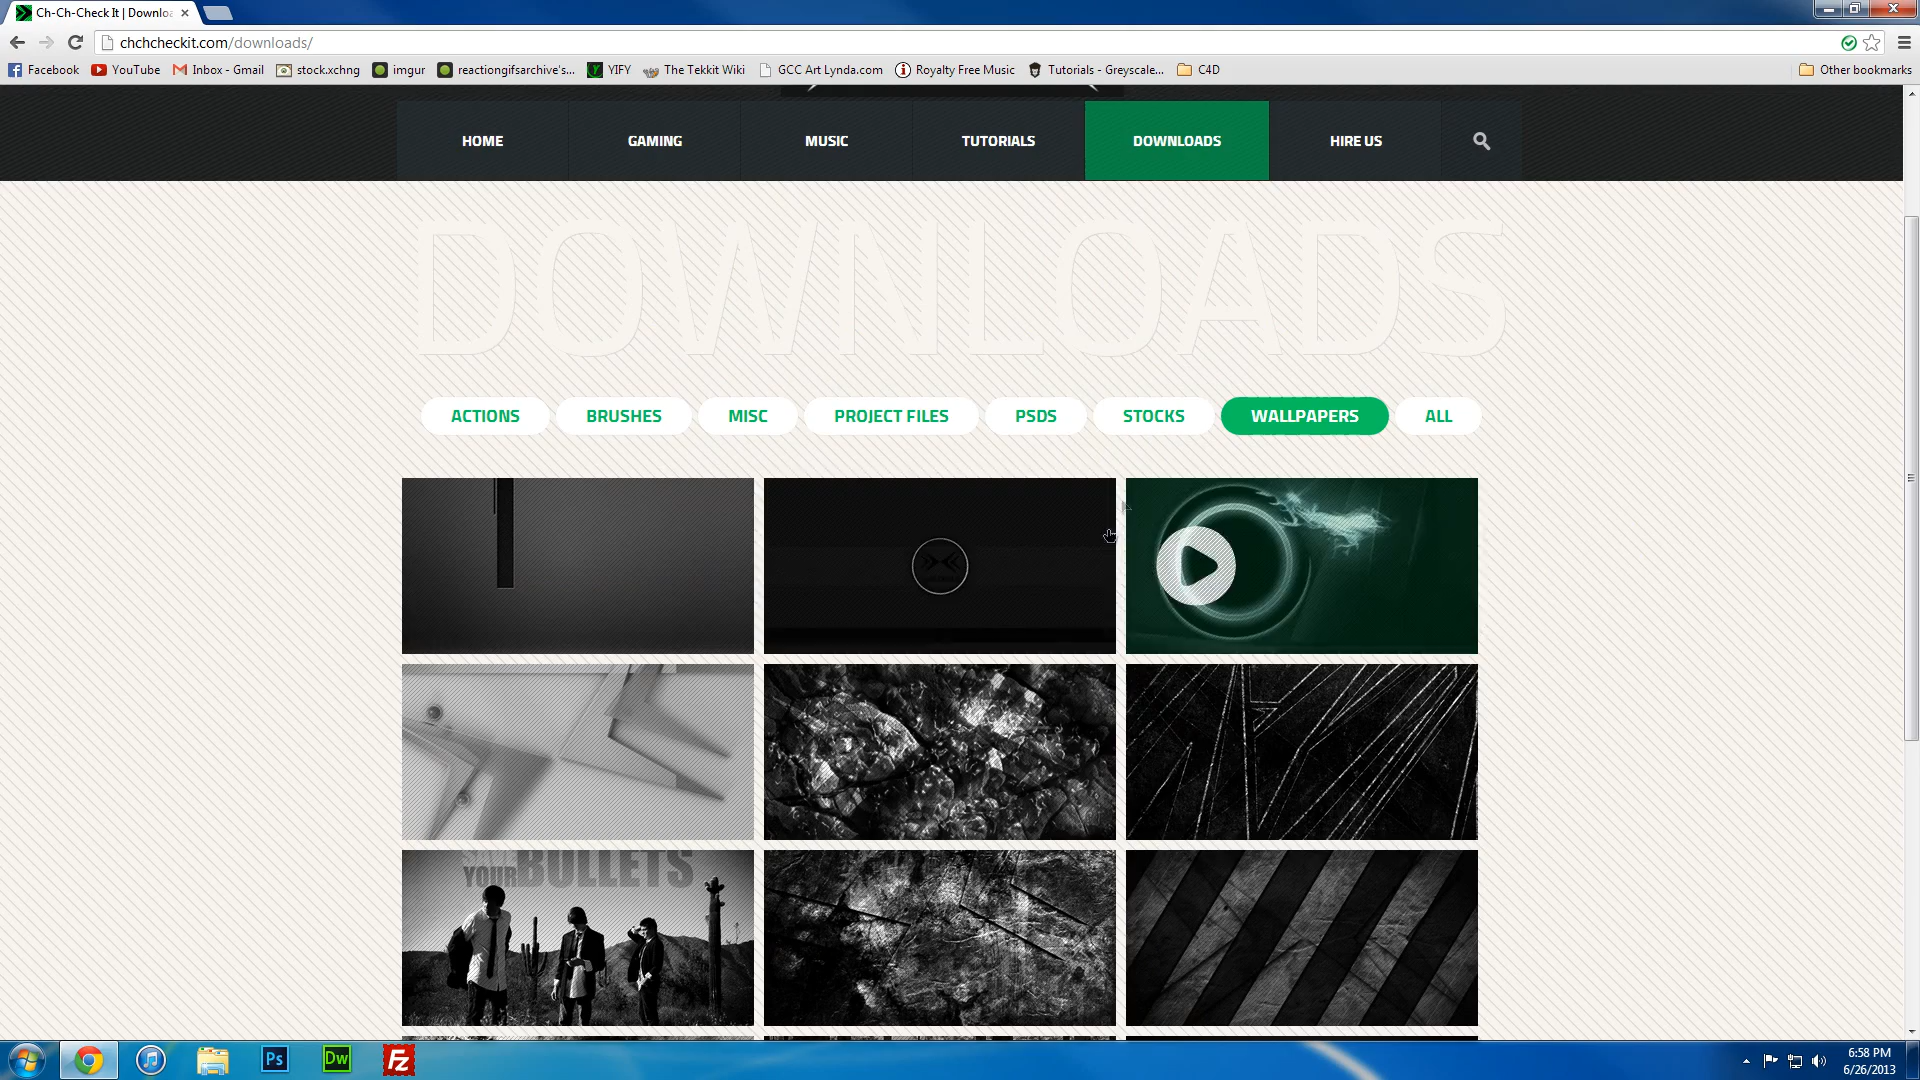 Ch-Ch-Check It | Downloa
chchcheckit.com/downloads/
Facebook YouTube Inbox - Gmail stock.xchng imgur reactiongifsarchive's... YIFY The Tekkit Wiki GCC Art Lynda.com Royalty Free Music Tutorials - Greyscale... C4D Other bookmarks
HOME GAMING MUSIC TUTORIALS DOWNLOADS HIRE US
DOWNLOADS
ACTIONS BRUSHES MISC PROJECT FILES PSDS STOCKS WALLPAPERS ALL
YOUR BULLETS
Ps Dw Fz
6:58 PM
6/26/2013